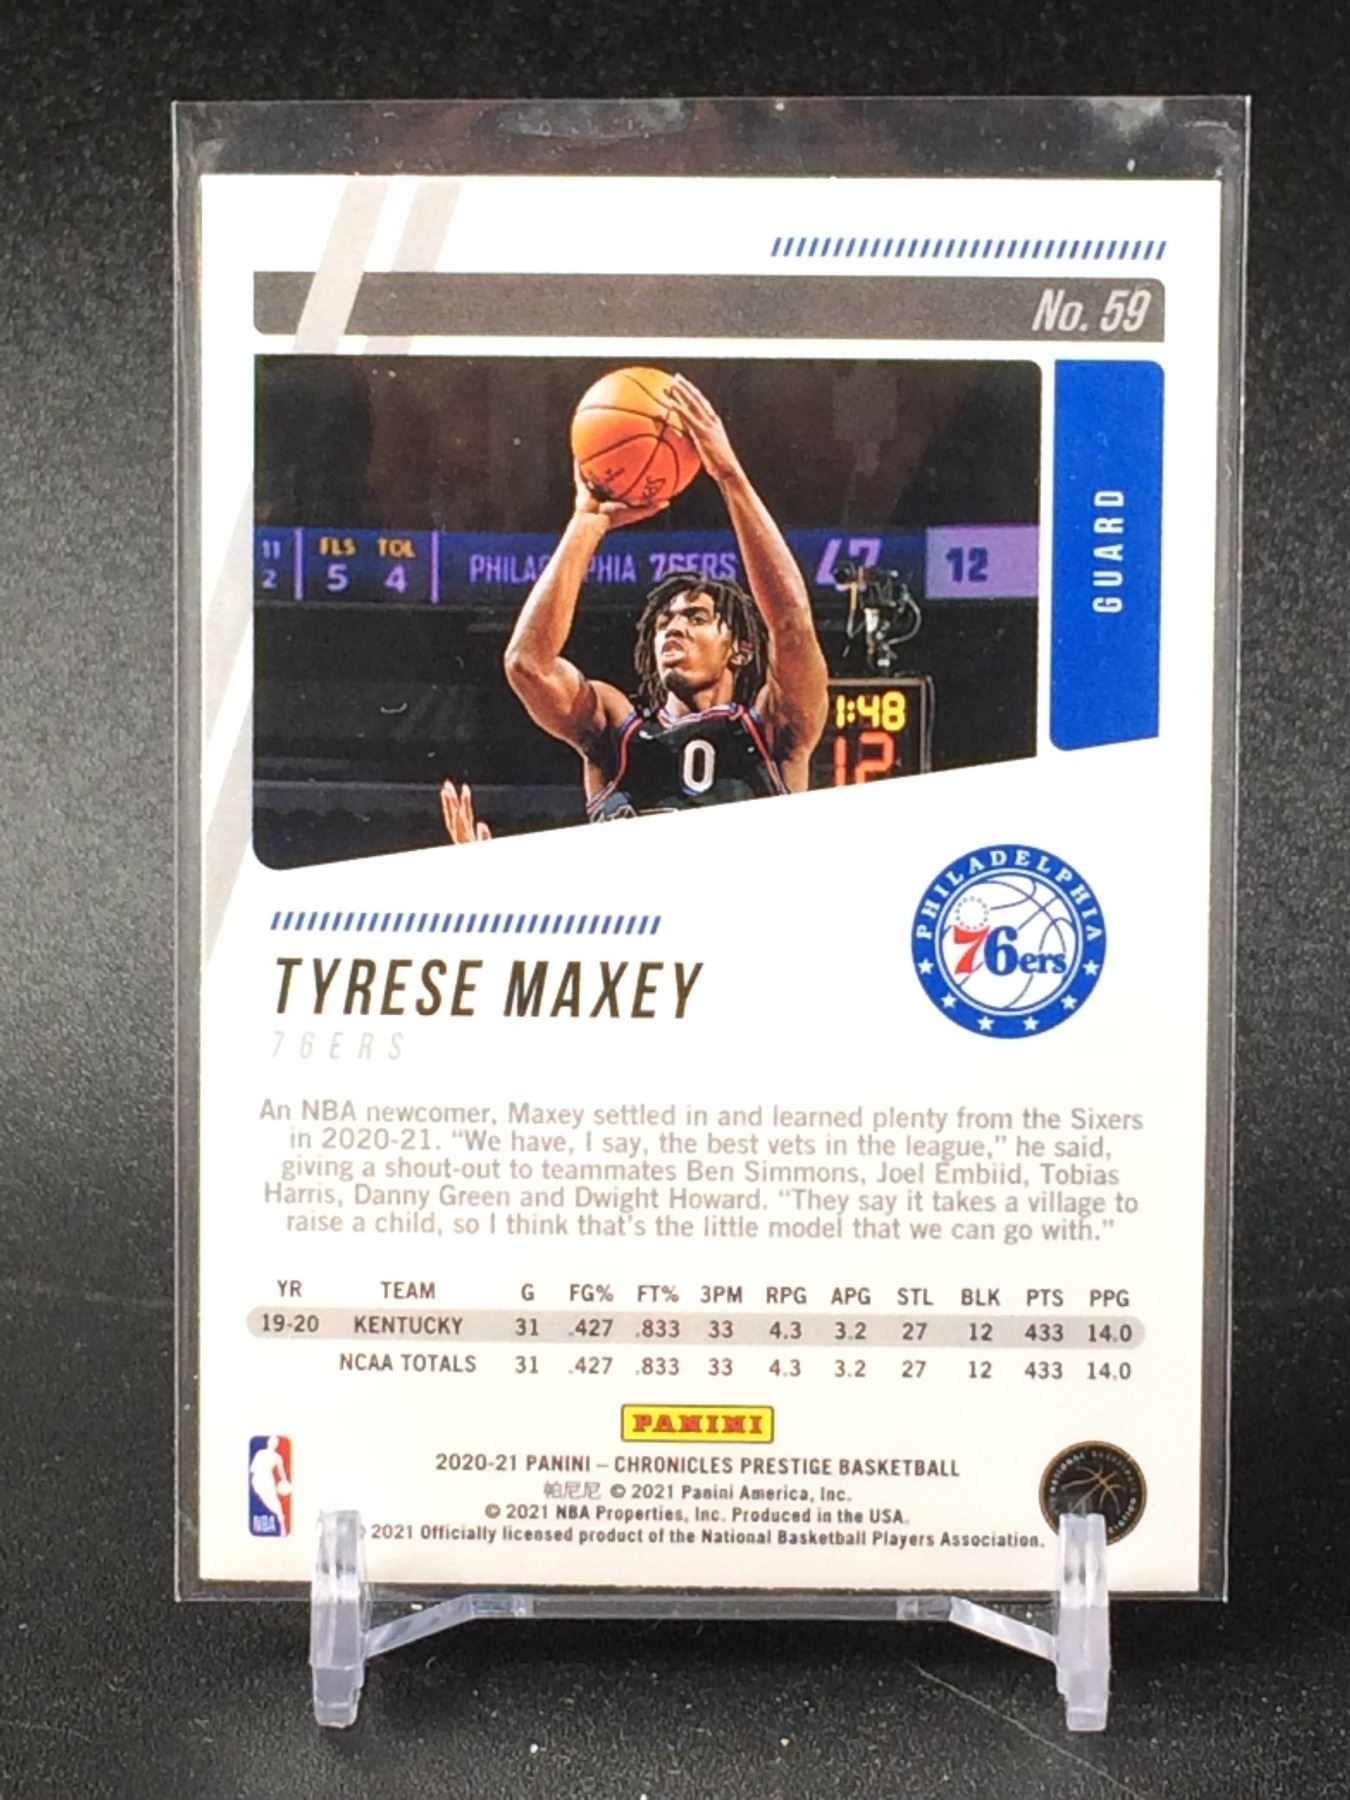 No. 59
GUARD
11 FLS TOL
2 5 4
PHILADELPHIA 76ERS
47
12
1:48
12
0
PHILADELPHIA
76ers
TYRESE MAXEY
76ERS
An NBA newcomer, Maxey settled in and learned plenty from the Sixers
in 2020-21. “We have, I say, the best vets in the league,” he said,
giving a shout-out to teammates Ben Simmons, Joel Embiid, Tobias
Harris, Danny Green and Dwight Howard. “They say it takes a village to
raise a child, so I think that’s the little model that we can go with.”
YR TEAM G FG% FT% 3PM RPG APG STL BLK PTS PPG
19-20 KENTUCKY 31 .427 .833 33 4.3 3.2 27 12 433 14.0
NCAA TOTALS 31 .427 .833 33 4.3 3.2 27 12 433 14.0
PANINI
2020-21 PANINI – CHRONICLES PRESTIGE BASKETBALL
帕尼尼 © 2021 Panini America, Inc.
© 2021 NBA Properties, Inc. Produced in the USA.
2021 Officially licensed product of the National Basketball Players Association.
NBA
NATIONAL BASKETBALL